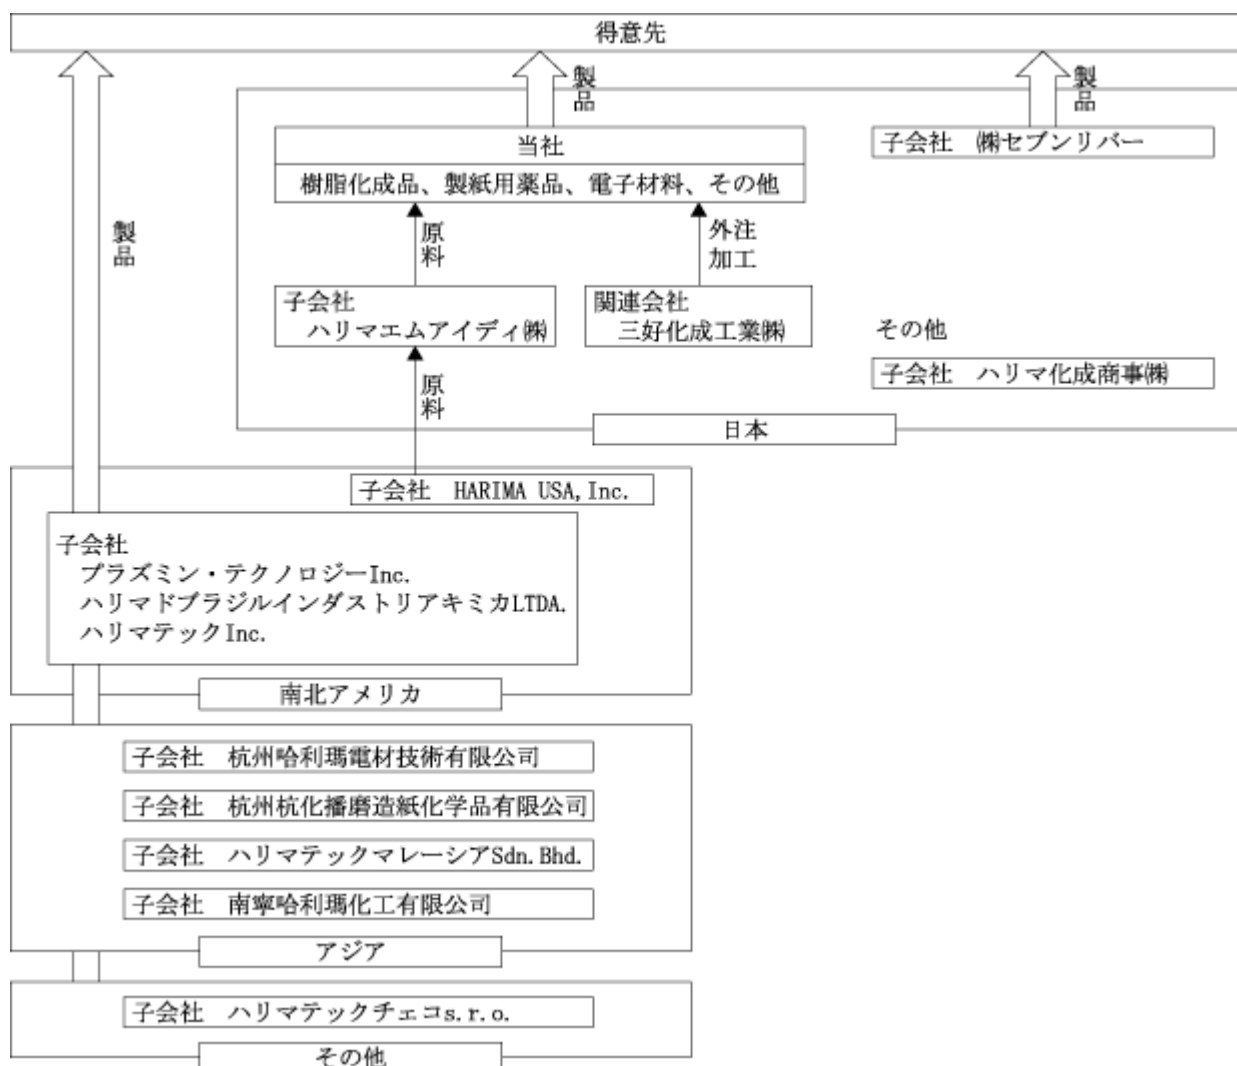 得意先
製品
製品
製品
当社
樹脂化成品、製紙用薬品、電子材料、その他
子会社　㈱セブンリバー
原料
外注
加工
子会社
ハリマエムアイディ㈱
関連会社
三好化成工業㈱
その他
子会社　ハリマ化成商事㈱
原料
日本
子会社　HARIMA USA,Inc.
子会社
プラズミン・テクノロジーInc.
ハリマドブラジルインダストリアキミカLTDA.
ハリマテックInc.
南北アメリカ
子会社　杭州哈利瑪電材技術有限公司
子会社　杭州杭化播磨造紙化学品有限公司
子会社　ハリマテックマレーシアSdn.Bhd.
子会社　南寧哈利瑪化工有限公司
アジア
子会社　ハリマテックチェコs.r.o.
その他